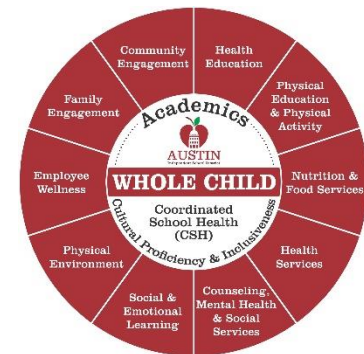 Community
Engagement
Health
Education
Physical
Education
& Physical
Activity
Nutrition &
Food Services
Health
Services
Counseling,
Mental Health
& Social
Services
Social &
Emotional
Learning
Physical
Environment
Employee
Wellness
Family
Engagement
Academics
AUSTIN
WHOLE CHILD
Coordinated
School Health
(CSH)
Cultural Proficiency & Inclusiveness